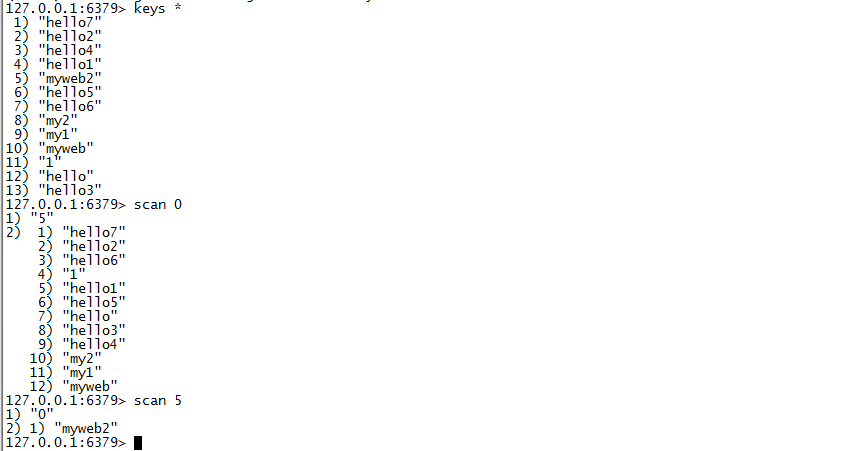 127.0.0.1:6379> keys *
1) "hello7"
2) "hello2"
3) "hello4"
4) "hello1"
5) "myweb2"
6) "hello5"
7) "hello6"
8) "my2"
9) "my1"
10) "myweb"
11) "1"
12) "hello"
13) "hello3"
127.0.0.1:6379> scan 0
1) "5"
2) 1) "hello7"
2) "hello2"
3) "hello6"
4) "1"
5) "hello1"
6) "hello5"
7) "hello"
8) "hello3"
9) "hello4"
10) "my2"
11) "my1"
12) "myweb"
127.0.0.1:6379> scan 5
1) "0"
2) 1) "myweb2"
127.0.0.1:6379>